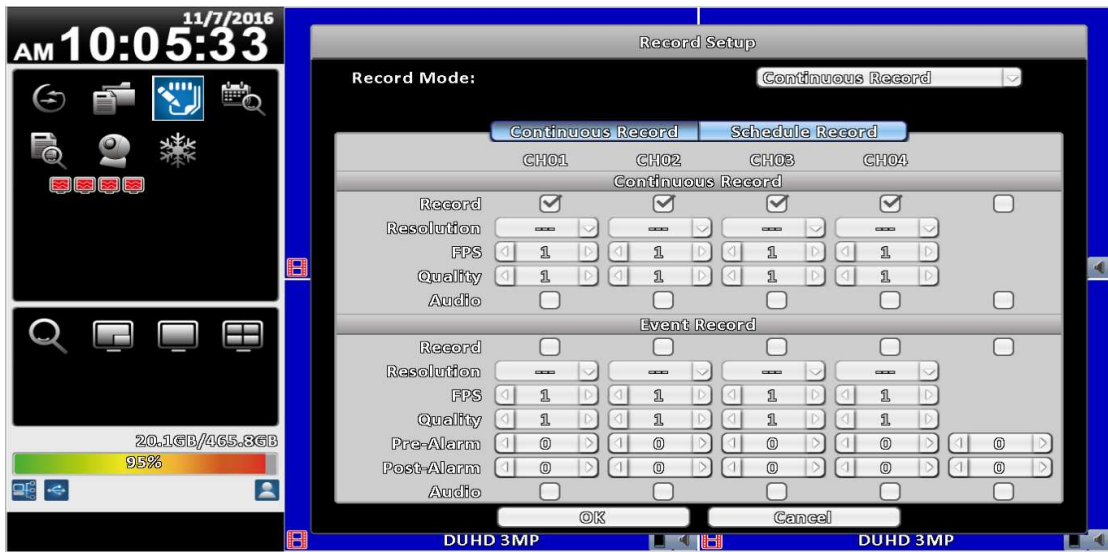 11/7/2016
AM 10:05:33
20.1GB/465.8GB
95%
Record Setup
Record Mode: Continuous Record
Continuous Record Schedule Record
CH01 CH02 CH03 CH04
Continuous Record
Record
Resolution --- --- --- ---
FPS 1 1 1 1
Quality 1 1 1 1
Audio
Event Record
Record
Resolution --- --- --- ---
FPS 1 1 1 1
Quality 1 1 1 1
Pre-Alarm 0 0 0 0 0
Post-Alarm 0 0 0 0 0
Audio
OK Cancel
DUHD 3MP DUHD 3MP